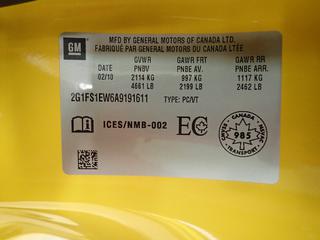 GM
MFD BY GENERAL MOTORS OF CANADA LTD.
FABRIQUÉ PAR GENERAL MOTORS DU CANADA LTÉE
GVWR GAWR FRT GAWR RR
DATE PNBV PNBE AV. PNBE ARR.
02/10 2114 KG 997 KG 1117 KG
4661 LB 2199 LB 2462 LB
2G1FS1EW6A9191611 TYPE: PC/VT
ICES/NMB-002 EC
CANADA
985
TRANSPORT